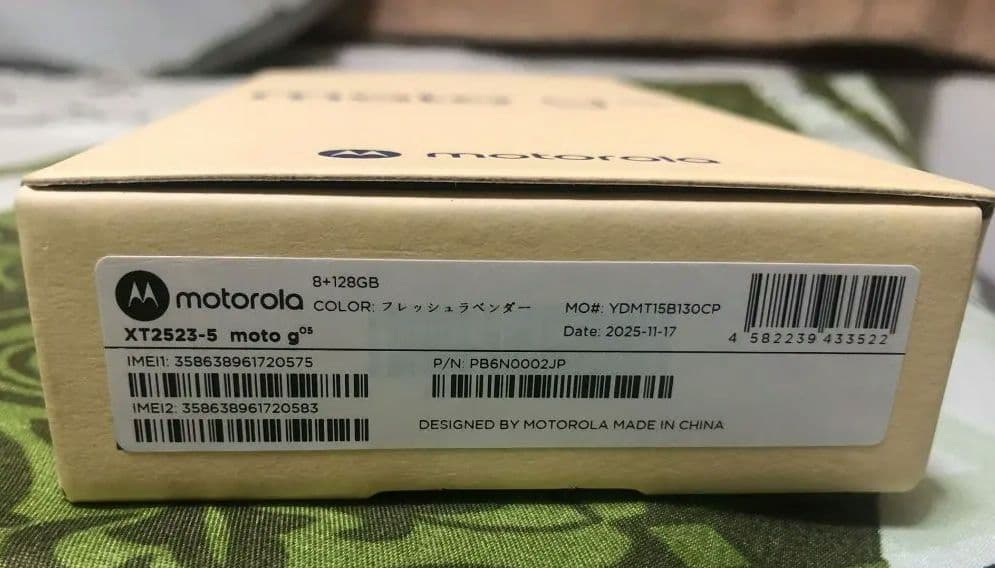 motorola
motorola
8+128GB
COLOR: フレッシュラベンダー
MO#: YDMT15B130CP
XT2523-5 moto g05
Date: 2025-11-17
4 582239 433522
IMEI1: 358638961720575
P/N: PB6N0002JP
IMEI2: 358638961720583
DESIGNED BY MOTOROLA MADE IN CHINA